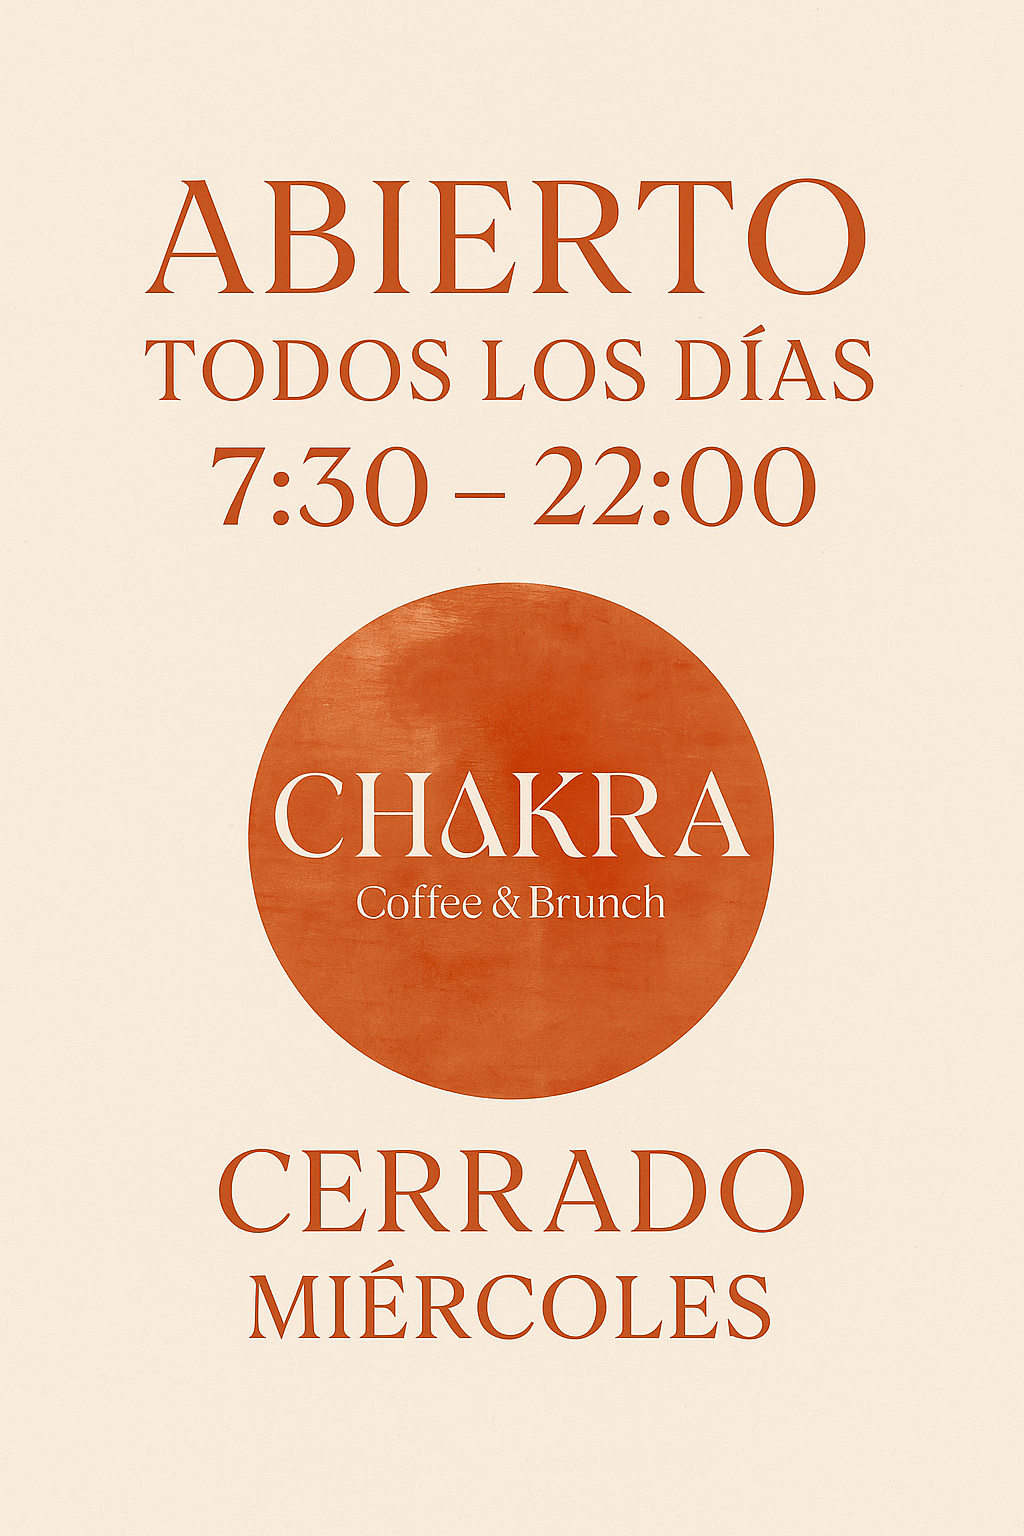 ABIERTO
TODOS LOS DÍAS
7:30 – 22:00
CHAKRA
Coffee & Brunch
CERRADO
MIÉRCOLES